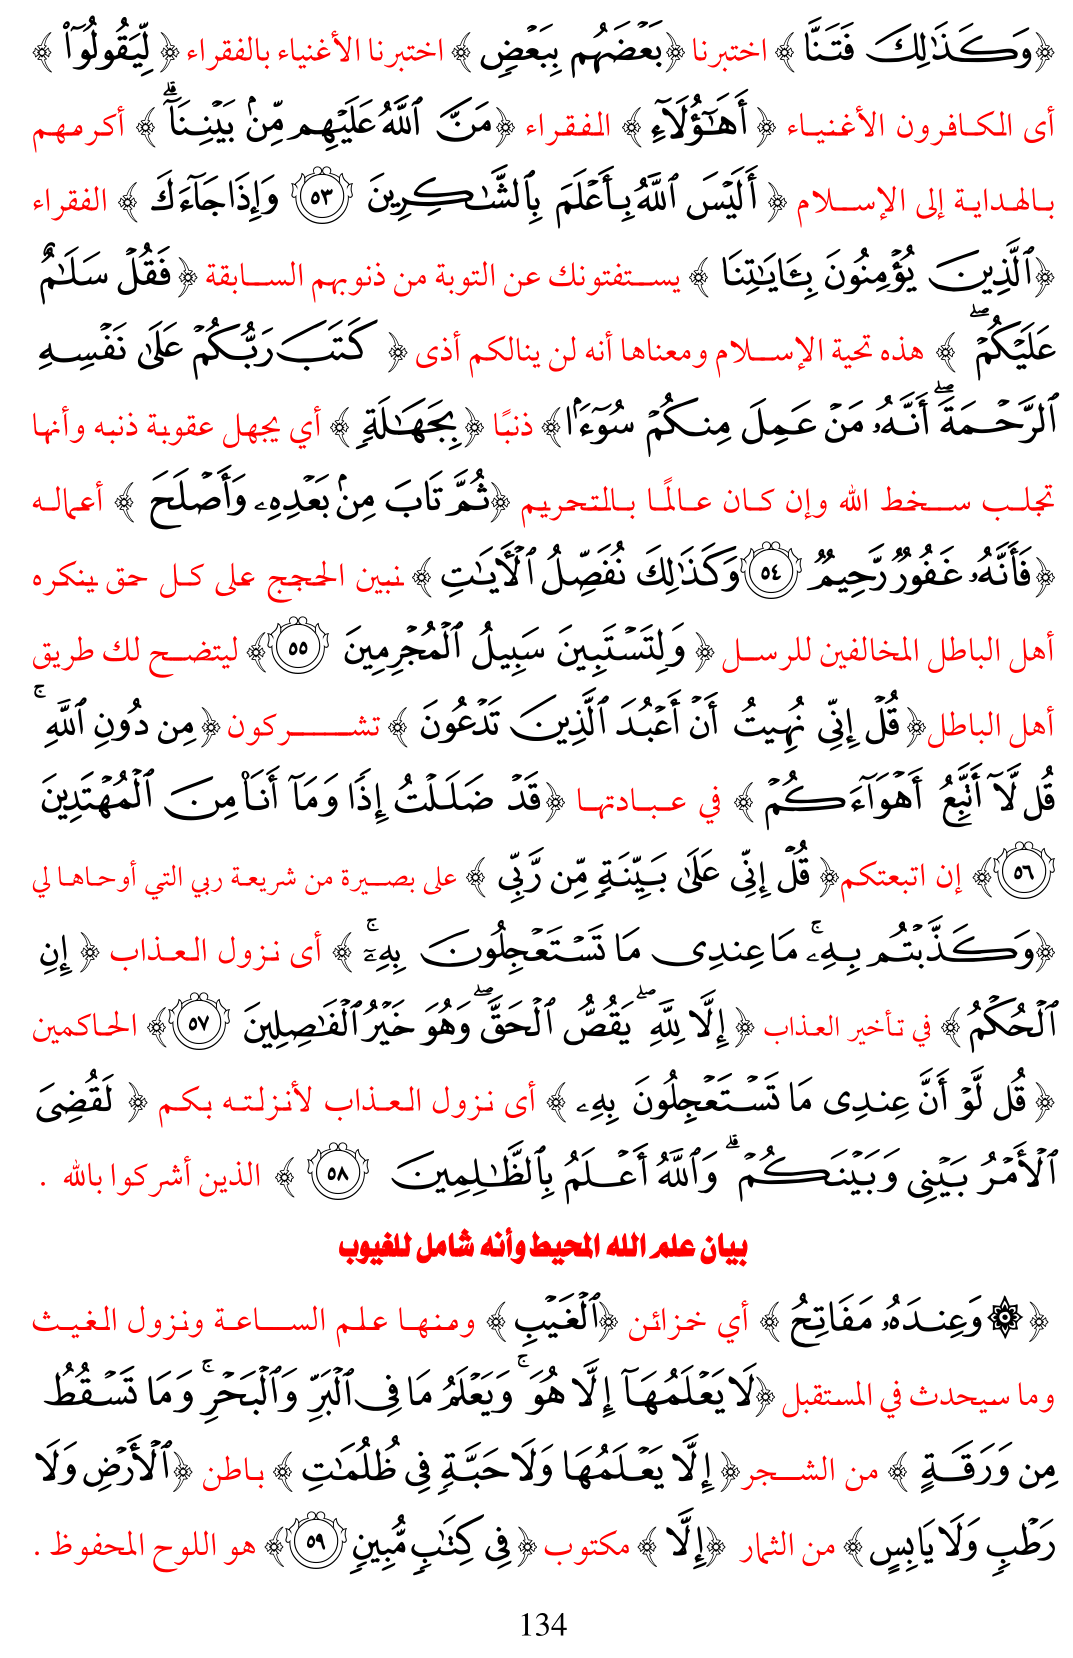 ﴿وَكَذَٰلِكَ فَتَنَّا﴾ اختبرنا ﴿بَعْضَهُم بِبَعْضٍ﴾ اختبرنا الأغنياء بالفقراء ﴿لِّيَقُولُوٓا۟﴾
أى الكافرون الأغنياء ﴿أَهَٰٓؤُلَآءِ﴾ الفقراء ﴿مَنَّ ٱللَّهُ عَلَيْهِم مِّنۢ بَيْنِنَآ ۗ﴾ أكرمهم
بالهداية إلى الإسلام ﴿أَلَيْسَ ٱللَّهُ بِأَعْلَمَ بِٱلشَّٰكِرِينَ ٥٣ وَإِذَا جَآءَكَ﴾ الفقراء
﴿ٱلَّذِينَ يُؤْمِنُونَ بِـَٔايَٰتِنَا﴾ يستفتونك عن التوبة من ذنوبهم السابقة ﴿فَقُلْ سَلَٰمٌ
عَلَيْكُمْ ۖ﴾ هذه تحية الإسلام ومعناها أنه لن ينالكم أذى ﴿كَتَبَ رَبُّكُمْ عَلَىٰ نَفْسِهِ
ٱلرَّحْمَةَ ۖ أَنَّهُۥ مَنْ عَمِلَ مِنكُمْ سُوٓءًۢا﴾ ذنبًا ﴿بِجَهَٰلَةٍ﴾ أي يجهل عقوبة ذنبه وأنها
تجلب سخط الله وإن كان عالمًا بالتحريم ﴿ثُمَّ تَابَ مِنۢ بَعْدِهِۦ وَأَصْلَحَ﴾ أعماله
﴿فَأَنَّهُۥ غَفُورٌ رَّحِيمٌ ٥٤ وَكَذَٰلِكَ نُفَصِّلُ ٱلْأٓيَٰتِ﴾ نبين الحجج على كل حق ينكره
أهل الباطل المخالفين للرسل ﴿وَلِتَسْتَبِينَ سَبِيلُ ٱلْمُجْرِمِينَ ٥٥﴾ ليتضح لك طريق
أهل الباطل ﴿قُلْ إِنِّى نُهِيتُ أَنْ أَعْبُدَ ٱلَّذِينَ تَدْعُونَ﴾ تشركون ﴿مِن دُونِ ٱللَّهِ ۚ
قُل لَّآ أَتَّبِعُ أَهْوَآءَكُمْ﴾ في عبادتها ﴿قَدْ ضَلَلْتُ إِذًا وَمَآ أَنَا۠ مِنَ ٱلْمُهْتَدِينَ
٥٦﴾ إن اتبعتكم ﴿قُلْ إِنِّى عَلَىٰ بَيِّنَةٍ مِّن رَّبِّى﴾ على بصيرة من شريعة ربي التي أوحاها لي
﴿وَكَذَّبْتُم بِهِۦ ۚ مَا عِندِى مَا تَسْتَعْجِلُونَ بِهِۦٓ ۚ﴾ أى نزول العذاب ﴿إِنِ
ٱلْحُكْمُ﴾ في تأخير العذاب ﴿إِلَّا لِلَّهِ ۖ يَقُصُّ ٱلْحَقَّ ۖ وَهُوَ خَيْرُ ٱلْفَٰصِلِينَ ٥٧﴾ الحاكمين
﴿قُل لَّوْ أَنَّ عِندِى مَا تَسْتَعْجِلُونَ بِهِۦ﴾ أى نزول العذاب لأنزلته بكم ﴿لَقُضِىَ
ٱلْأَمْرُ بَيْنِى وَبَيْنَكُمْ ۗ وَٱللَّهُ أَعْلَمُ بِٱلظَّٰلِمِينَ ٥٨﴾ الذين أشركوا بالله .
بيان علم الله المحيط وأنه شامل للغيوب
﴿۞ وَعِندَهُۥ مَفَاتِحُ﴾ أي خزائن ﴿ٱلْغَيْبِ﴾ ومنها علم الساعة ونزول الغيث
وما سيحدث في المستقبل ﴿لَا يَعْلَمُهَآ إِلَّا هُوَ ۚ وَيَعْلَمُ مَا فِى ٱلْبَرِّ وَٱلْبَحْرِ ۚ وَمَا تَسْقُطُ
مِن وَرَقَةٍ﴾ من الشجر ﴿إِلَّا يَعْلَمُهَا وَلَا حَبَّةٍ فِى ظُلُمَٰتِ﴾ باطن ﴿ٱلْأَرْضِ وَلَا
رَطْبٍ وَلَا يَابِسٍ﴾ من الثمار ﴿إِلَّا﴾ مكتوب ﴿فِى كِتَٰبٍ مُّبِينٍ ٥٩﴾ هو اللوح المحفوظ .
134